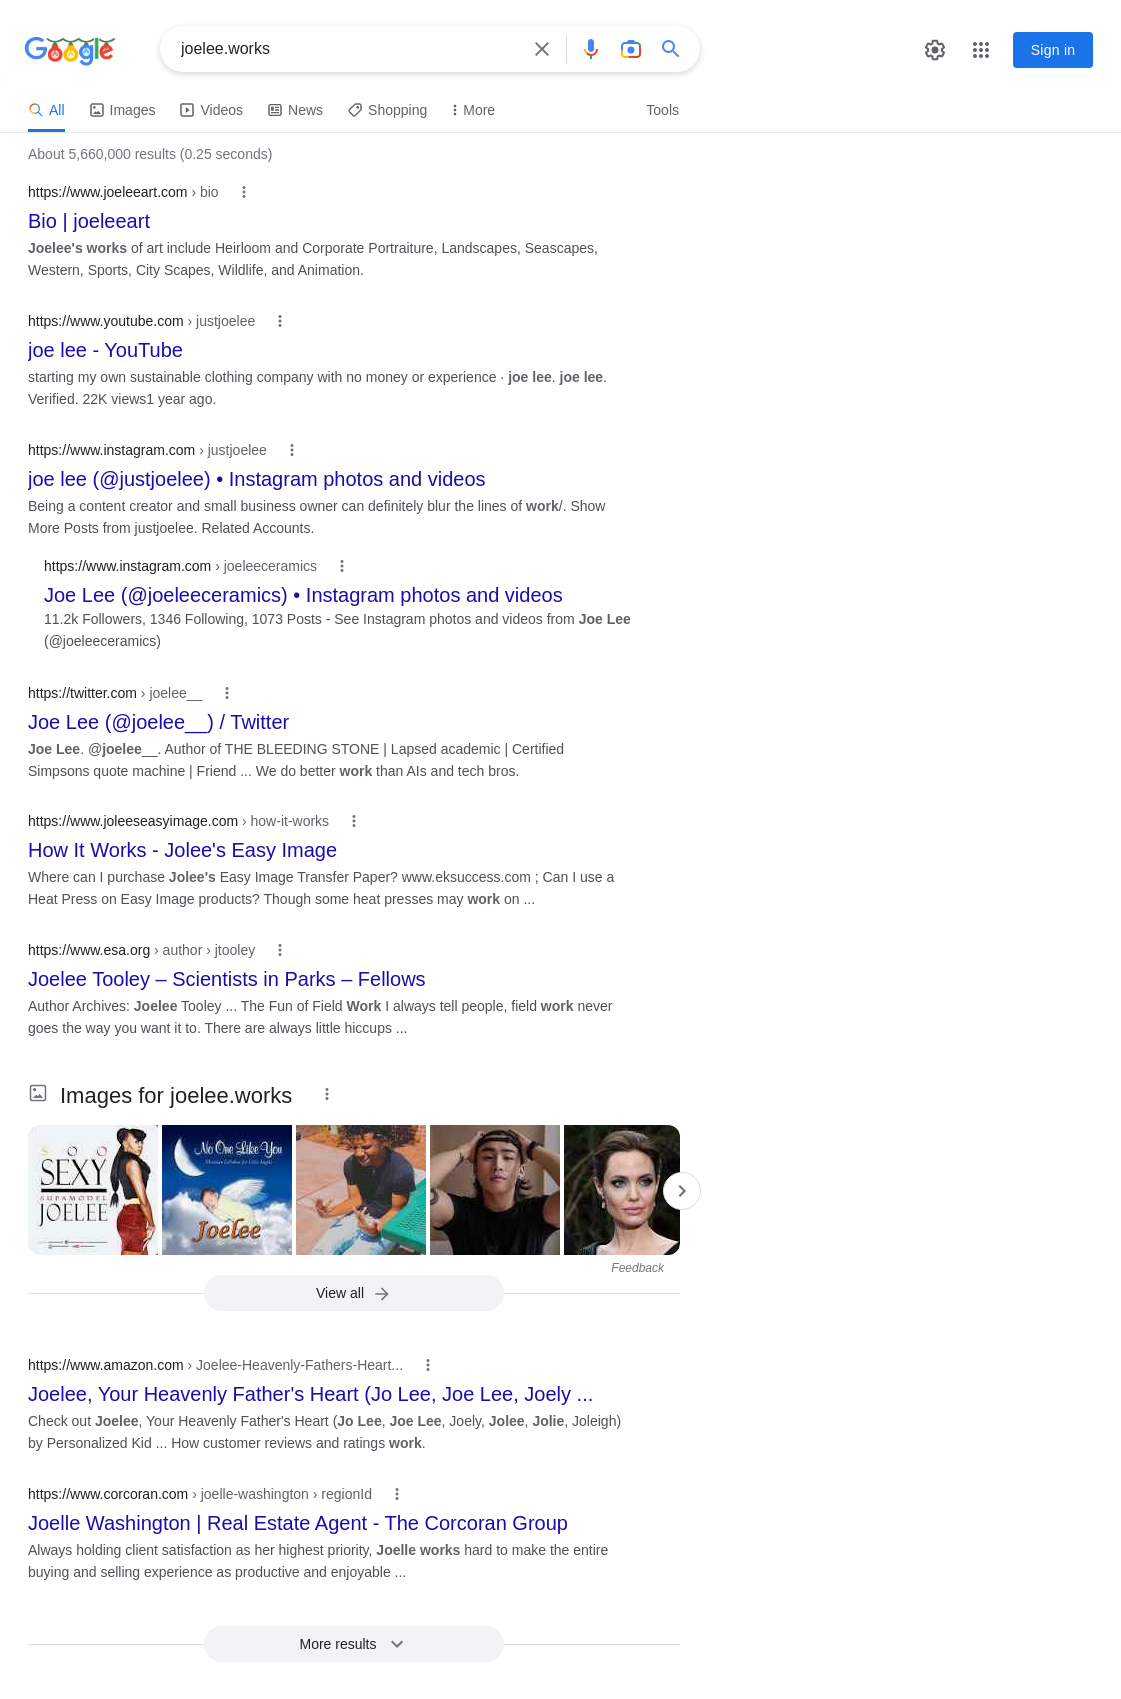 Google
joelee.works
Sign in
All
Images
Videos
News
Shopping
More
Tools
About 5,660,000 results (0.25 seconds)
https://www.joeleeart.com › bio
Bio | joeleeart
Joelee's works of art include Heirloom and Corporate Portraiture, Landscapes, Seascapes,
Western, Sports, City Scapes, Wildlife, and Animation.
https://www.youtube.com › justjoelee
joe lee - YouTube
starting my own sustainable clothing company with no money or experience · joe lee. joe lee.
Verified. 22K views1 year ago.
https://www.instagram.com › justjoelee
joe lee (@justjoelee) • Instagram photos and videos
Being a content creator and small business owner can definitely blur the lines of work/. Show
More Posts from justjoelee. Related Accounts.
https://www.instagram.com › joeleeceramics
Joe Lee (@joeleeceramics) • Instagram photos and videos
11.2k Followers, 1346 Following, 1073 Posts - See Instagram photos and videos from Joe Lee
(@joeleeceramics)
https://twitter.com › joelee__
Joe Lee (@joelee__) / Twitter
Joe Lee. @joelee__. Author of THE BLEEDING STONE | Lapsed academic | Certified
Simpsons quote machine | Friend ... We do better work than AIs and tech bros.
https://www.joleeseasyimage.com › how-it-works
How It Works - Jolee's Easy Image
Where can I purchase Jolee's Easy Image Transfer Paper? www.eksuccess.com ; Can I use a
Heat Press on Easy Image products? Though some heat presses may work on ...
https://www.esa.org › author › jtooley
Joelee Tooley – Scientists in Parks – Fellows
Author Archives: Joelee Tooley ... The Fun of Field Work I always tell people, field work never
goes the way you want it to. There are always little hiccups ...
Images for joelee.works
SOO
SEXY
SUPAMODEL
JOELEE
No One Like You
Joelee
Feedback
View all
https://www.amazon.com › Joelee-Heavenly-Fathers-Heart...
Joelee, Your Heavenly Father's Heart (Jo Lee, Joe Lee, Joely ...
Check out Joelee, Your Heavenly Father's Heart (Jo Lee, Joe Lee, Joely, Jolee, Jolie, Joleigh)
by Personalized Kid ... How customer reviews and ratings work.
https://www.corcoran.com › joelle-washington › regionId
Joelle Washington | Real Estate Agent - The Corcoran Group
Always holding client satisfaction as her highest priority, Joelle works hard to make the entire
buying and selling experience as productive and enjoyable ...
More results